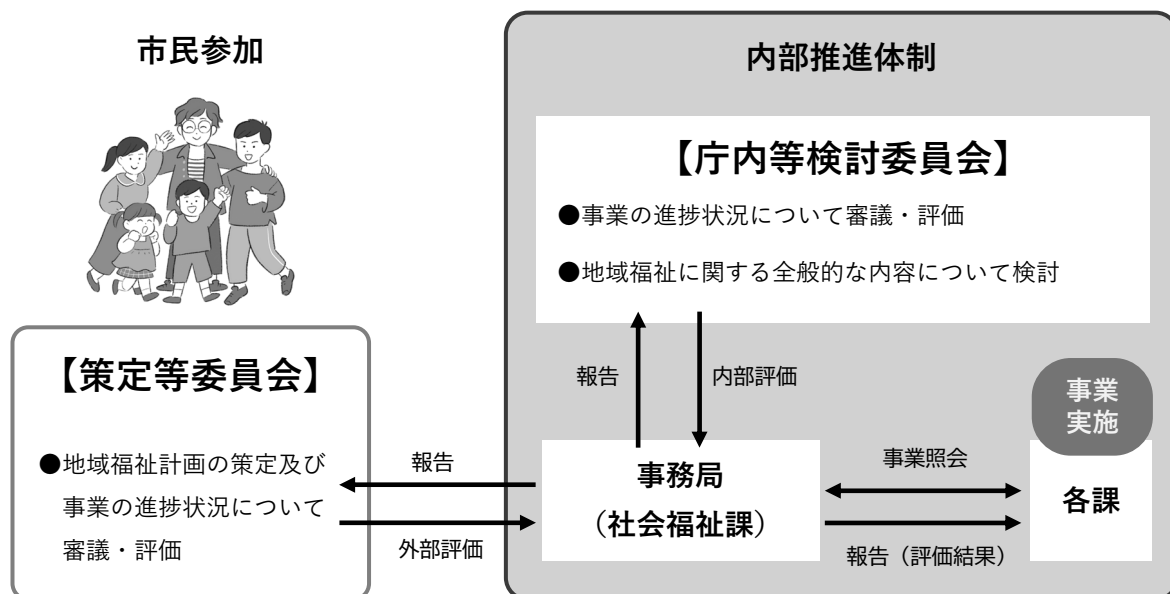 市民参加
【策定等委員会】
●地域福祉計画の策定及び
事業の進捗状況について
審議・評価
報告
外部評価
内部推進体制
【庁内等検討委員会】
●事業の進捗状況について審議・評価
●地域福祉に関する全般的な内容について検討
報告
内部評価
事務局
（社会福祉課）
事業照会
報告（評価結果）
事業
実施
各課